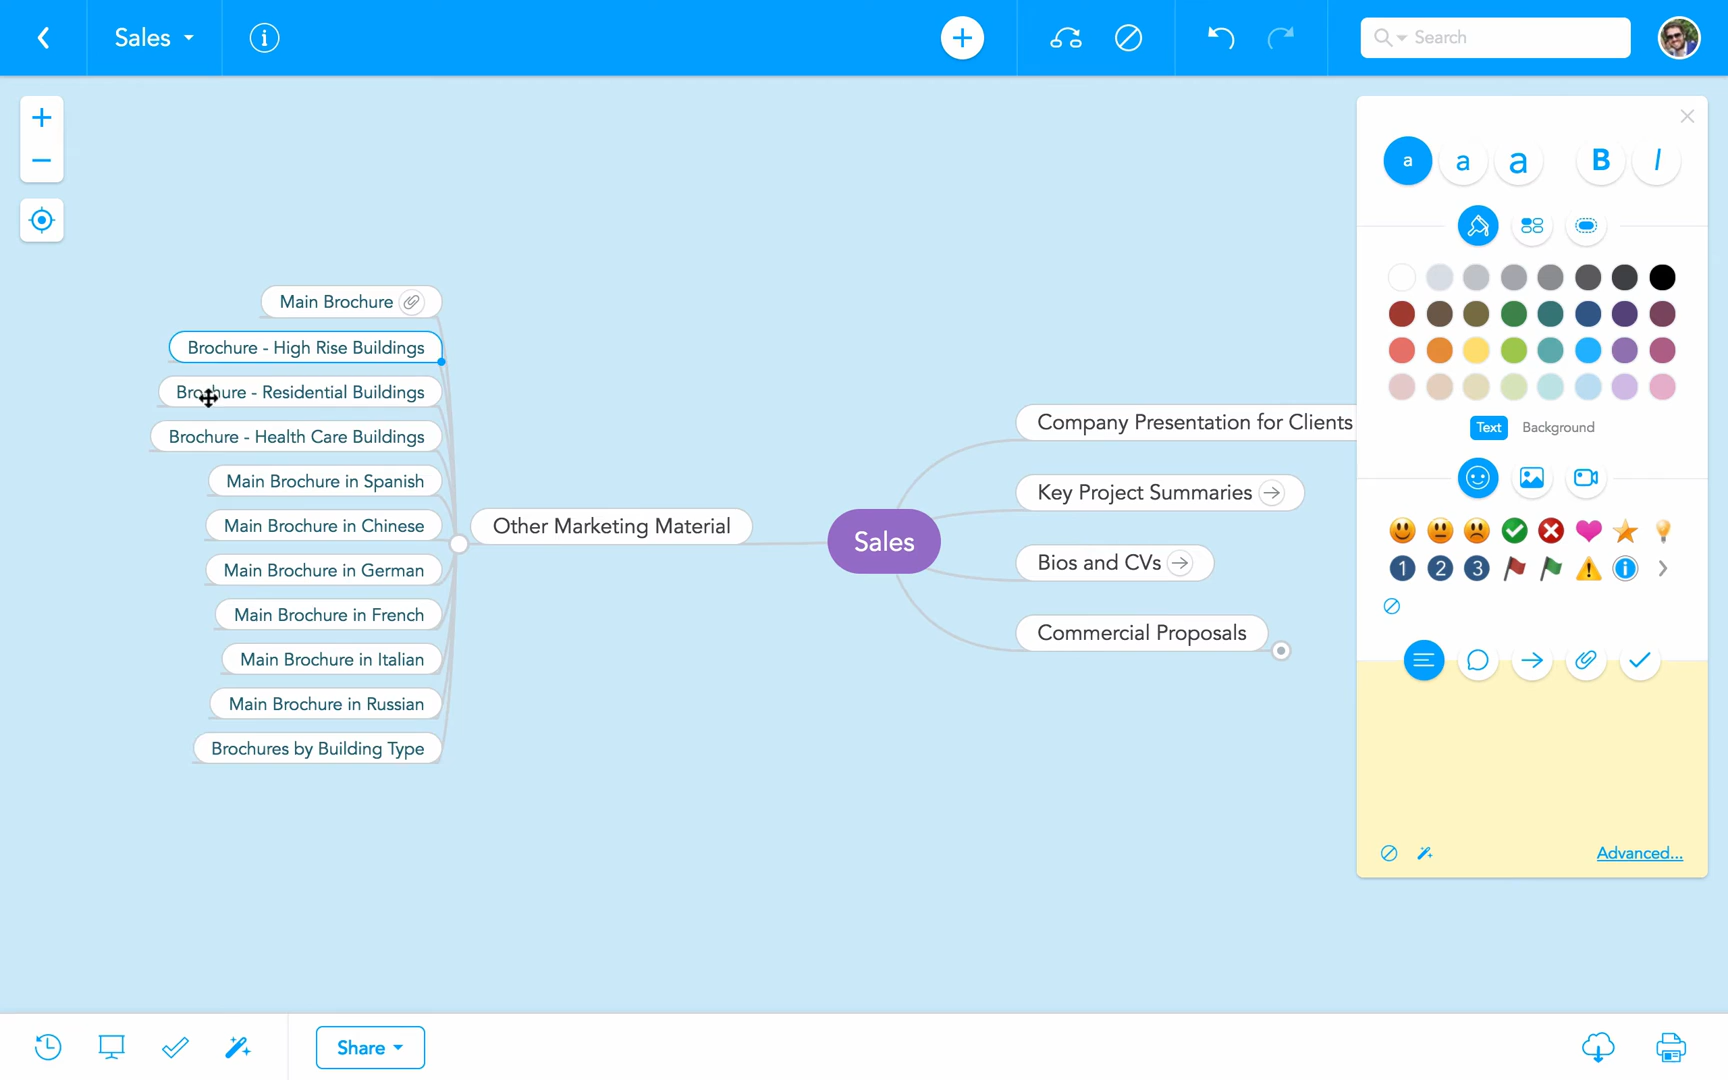 Sales
Search
Main Brochure
Brochure - High Rise Buildings
Brochure - Residential Buildings
Brochure - Health Care Buildings
Main Brochure in Spanish
Main Brochure in Chinese
Main Brochure in German
Main Brochure in French
Main Brochure in Italian
Main Brochure in Russian
Brochures by Building Type
Other Marketing Material
Sales
Company Presentation for Clients
Key Project Summaries
Bios and CVs
Commercial Proposals
a a a B I
Text Background
1 2 3
Advanced...
Share